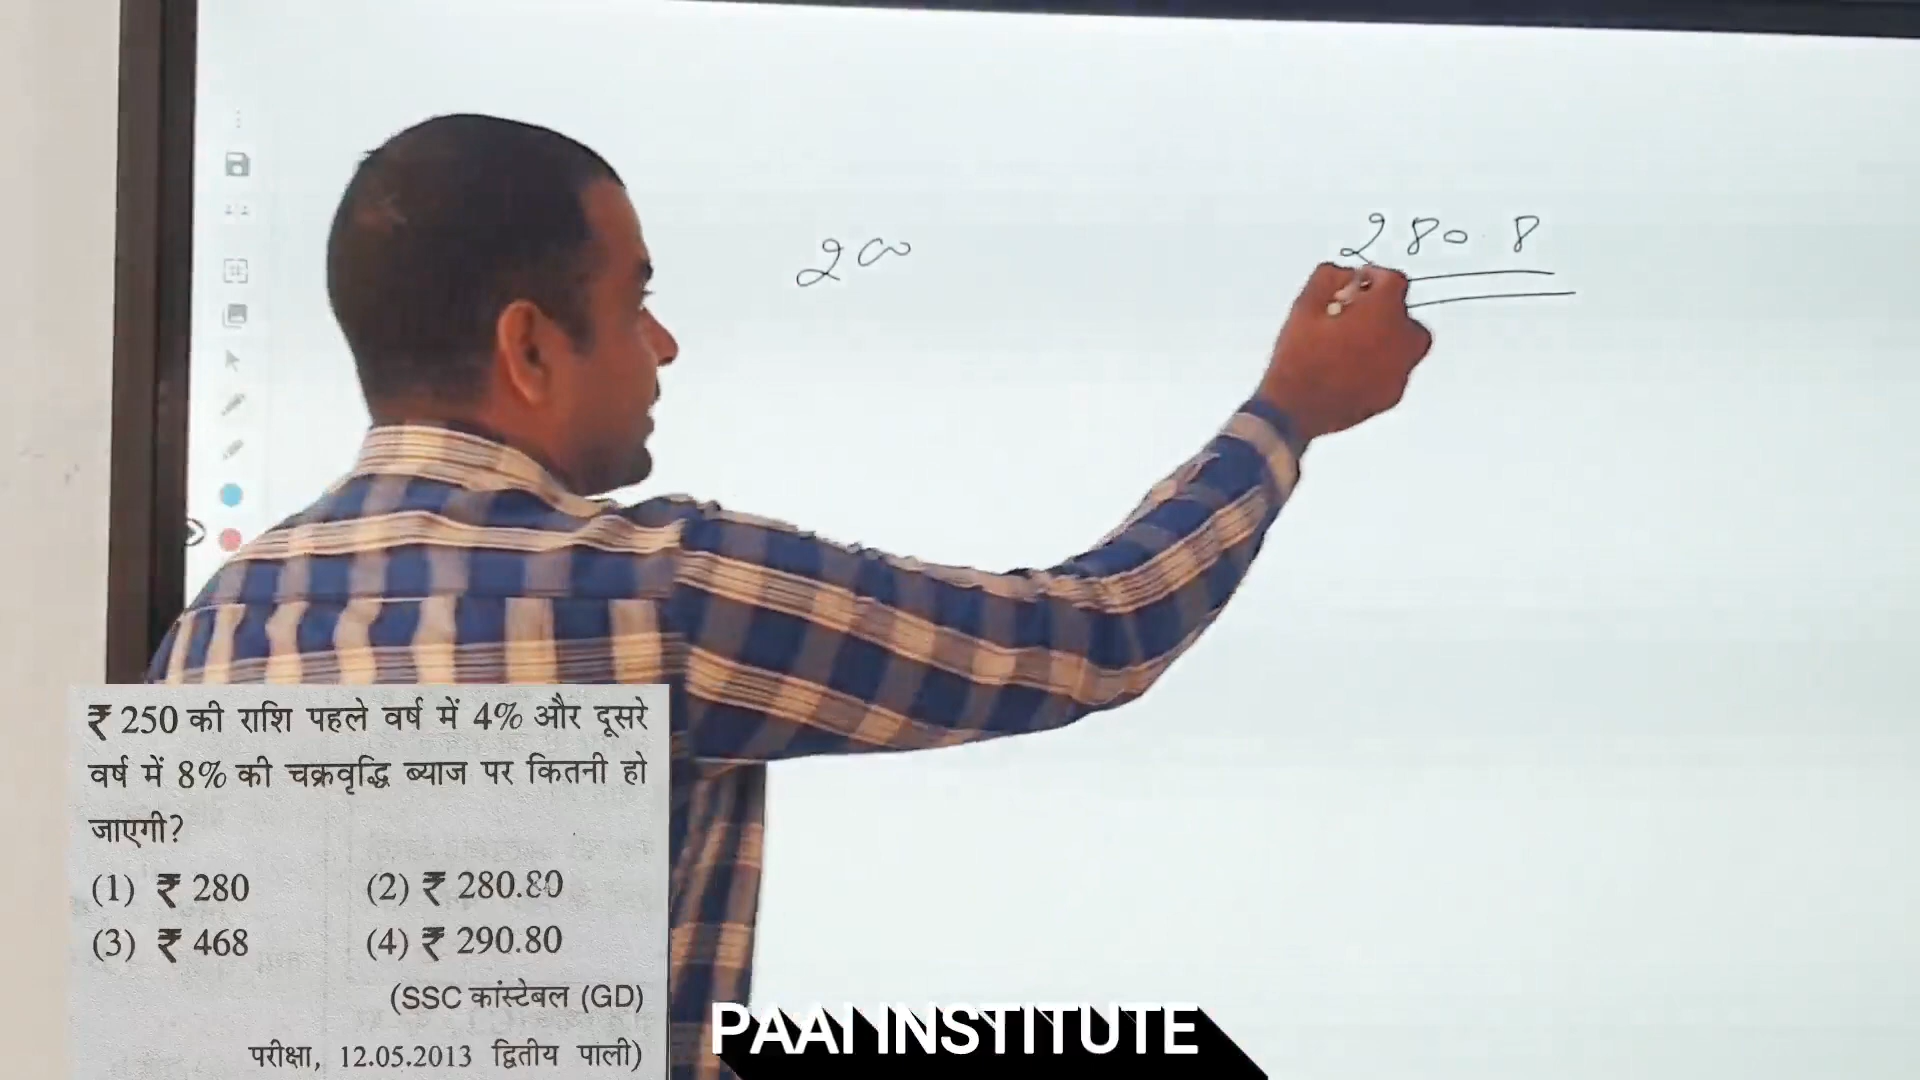 200
280.8
₹ 250 की राशि पहले वर्ष में 4% और दूसरे
वर्ष में 8% की चक्रवृद्धि ब्याज पर कितनी हो
जाएगी?
(1) ₹ 280 (2) ₹ 280.80
(3) ₹ 468 (4) ₹ 290.80
(SSC कांस्टेबल (GD)
परीक्षा, 12.05.2013 द्वितीय पाली)
PAAI INSTITUTE